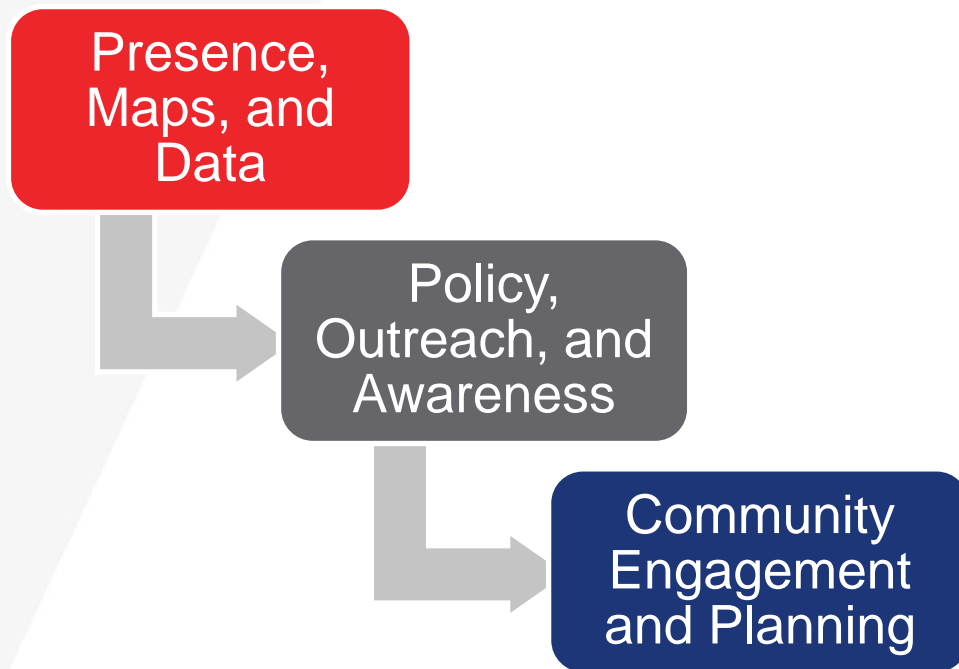 Presence,
Maps, and
Data
Policy,
Outreach, and
Awareness
Community
Engagement
and Planning